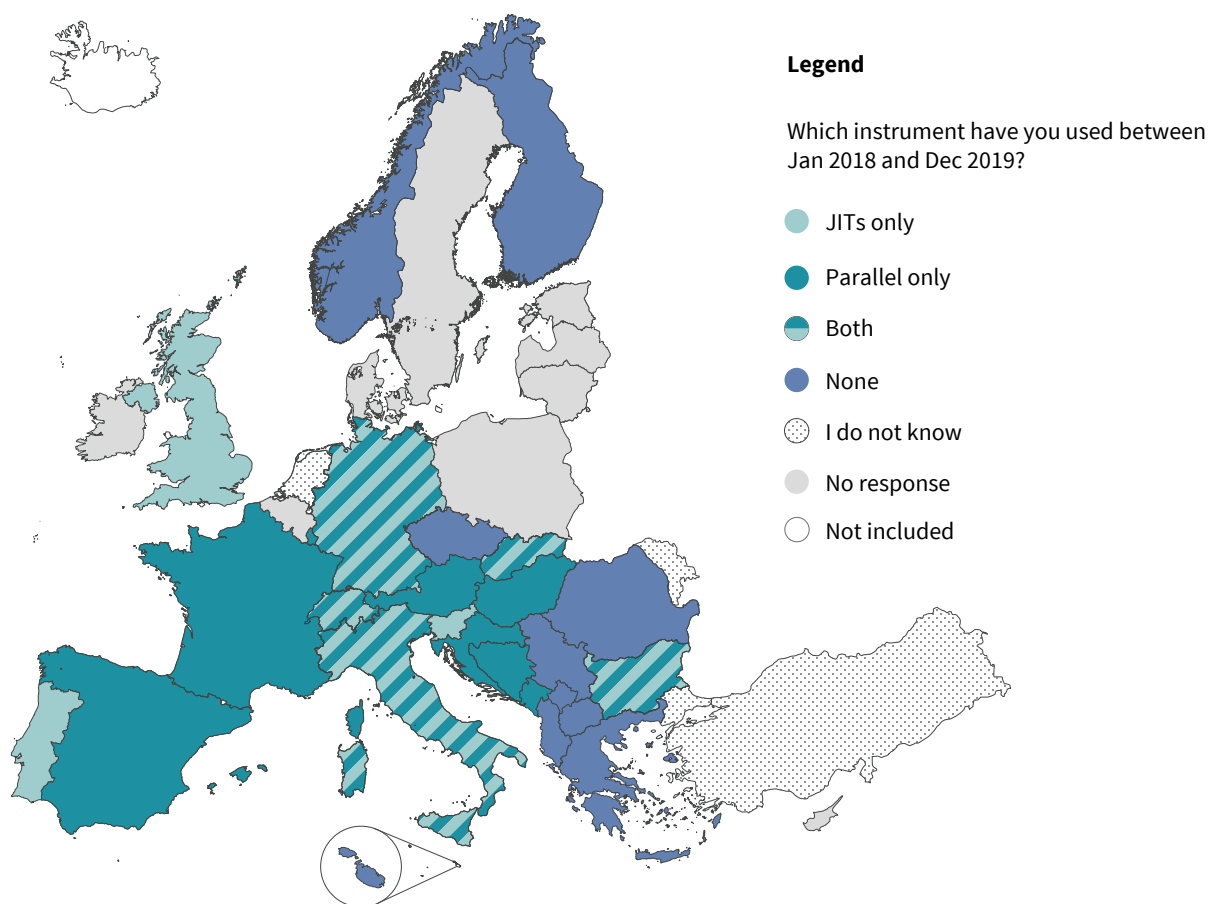 Legend
Which instrument have you used between
Jan 2018 and Dec 2019?
JITs only
Parallel only
Both
None
I do not know
No response
Not included